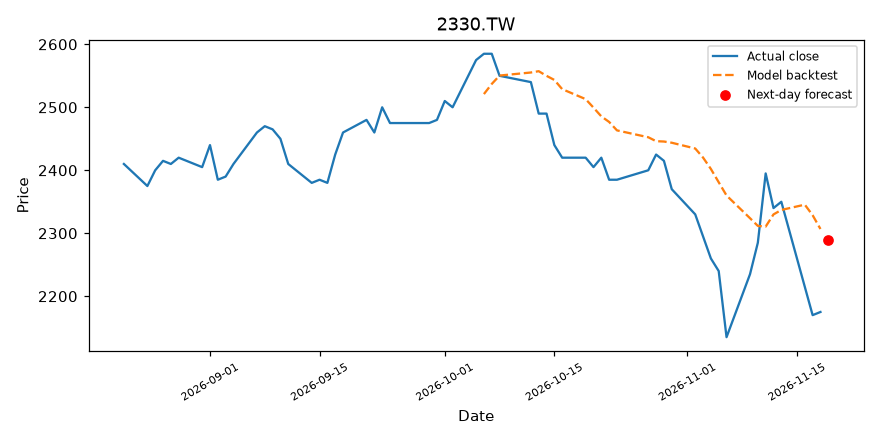 2330.TW
2600
2500
2400
2300
2200
Price
Actual close
Model backtest
Next-day forecast
2026-09-01
2026-09-15
2026-10-01
2026-10-15
2026-11-01
2026-11-15
Date